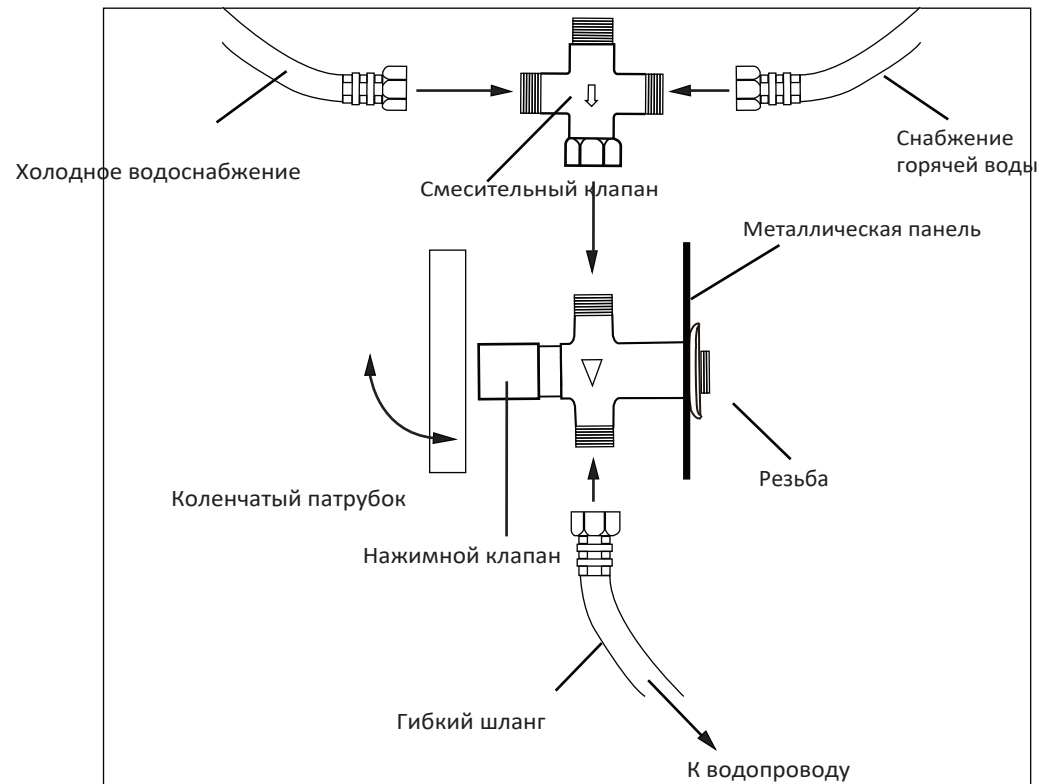 Холодное водоснабжение
Снабжение
горячей воды
Смесительный клапан
Металлическая панель
Коленчатый патрубок
Резьба
Нажимной клапан
Гибкий шланг
К водопроводу